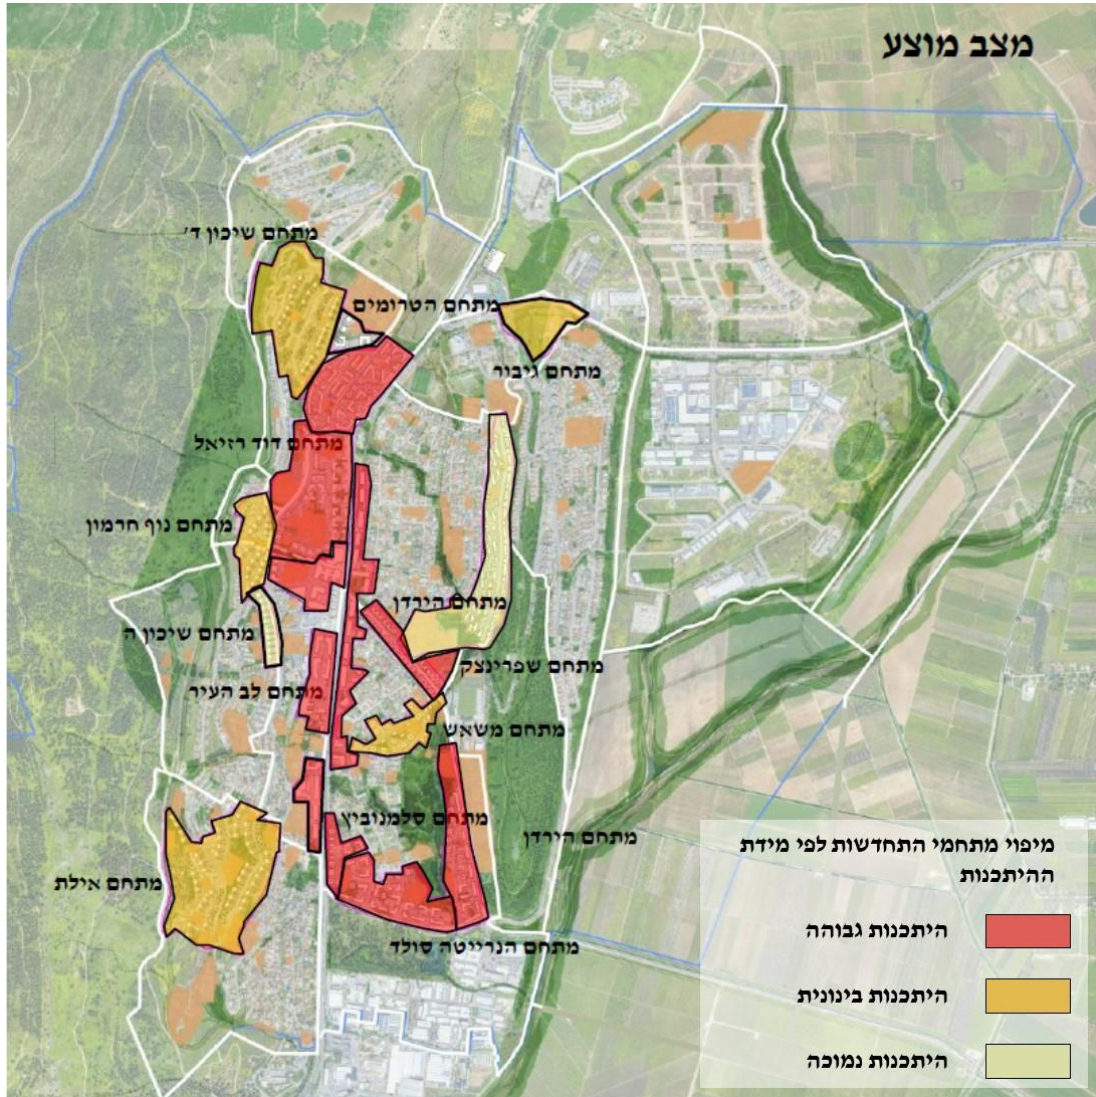 מצב מוצע
מתחם שיכון ד'
מתחם הטרומים
מתחם גיבור
מתחם דוד רזיאל
מתחם נוף חרמון
מתחם הירדן
מתחם שיכון ה
מתחם שפרינצק
מתחם לב העיר
מתחם משאש
מתחם סלמנוביץ
מתחם הירדן
מתחם אילת
מתחם הנרייטה סולד
מיפוי מתחמי התחדשות לפי מידת
ההיתכנות
היתכנות גבוהה
היתכנות בינונית
היתכנות נמוכה